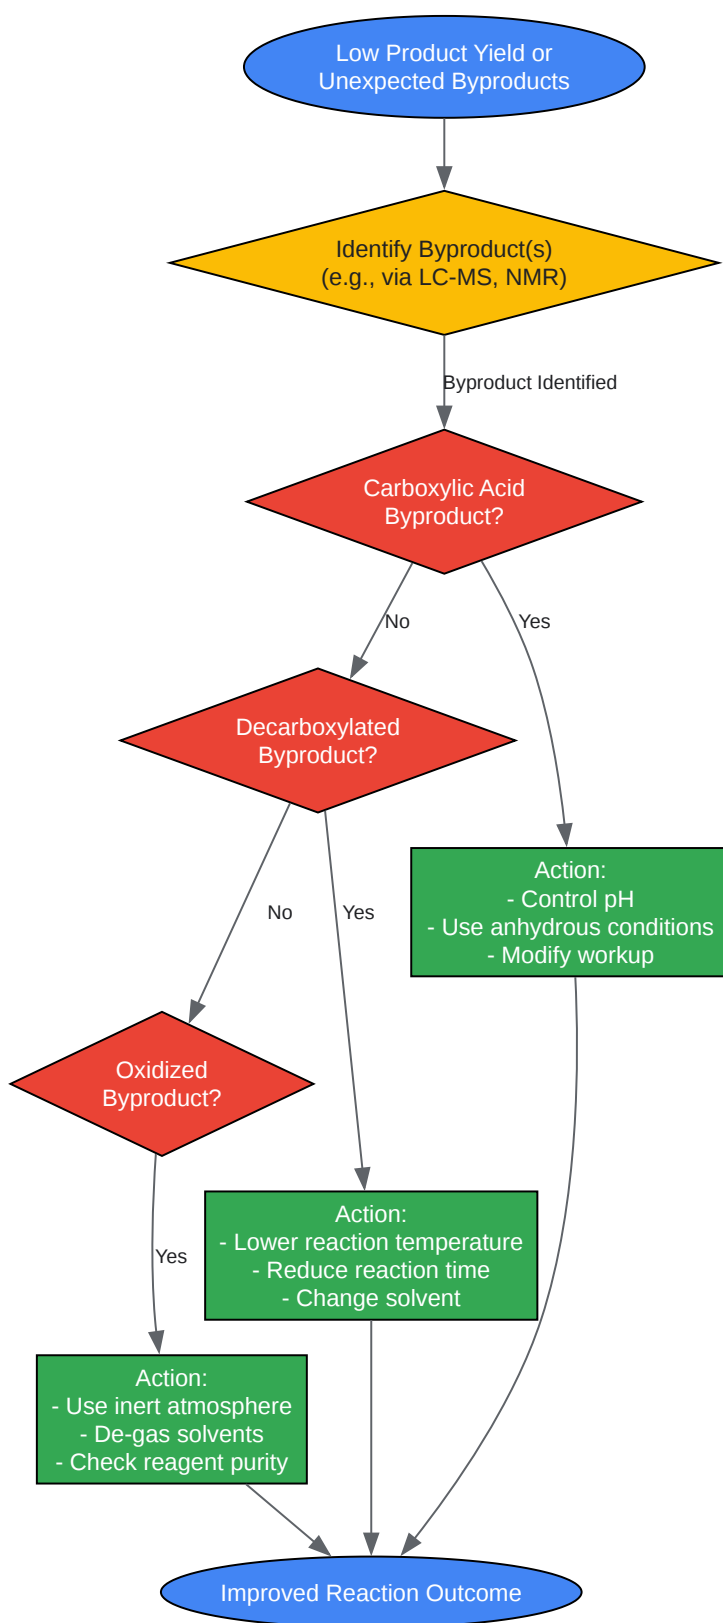 Low Product Yield or
Unexpected Byproducts
Identify Byproduct(s)
(e.g., via LC-MS, NMR)
Byproduct Identified
Carboxylic Acid
Byproduct?
No
Yes
Decarboxylated
Byproduct?
Action:
- Control pH
- Use anhydrous conditions
- Modify workup
No
Yes
Oxidized
Byproduct?
Action:
- Lower reaction temperature
- Reduce reaction time
- Change solvent
Yes
Action:
- Use inert atmosphere
- De-gas solvents
- Check reagent purity
Improved Reaction Outcome